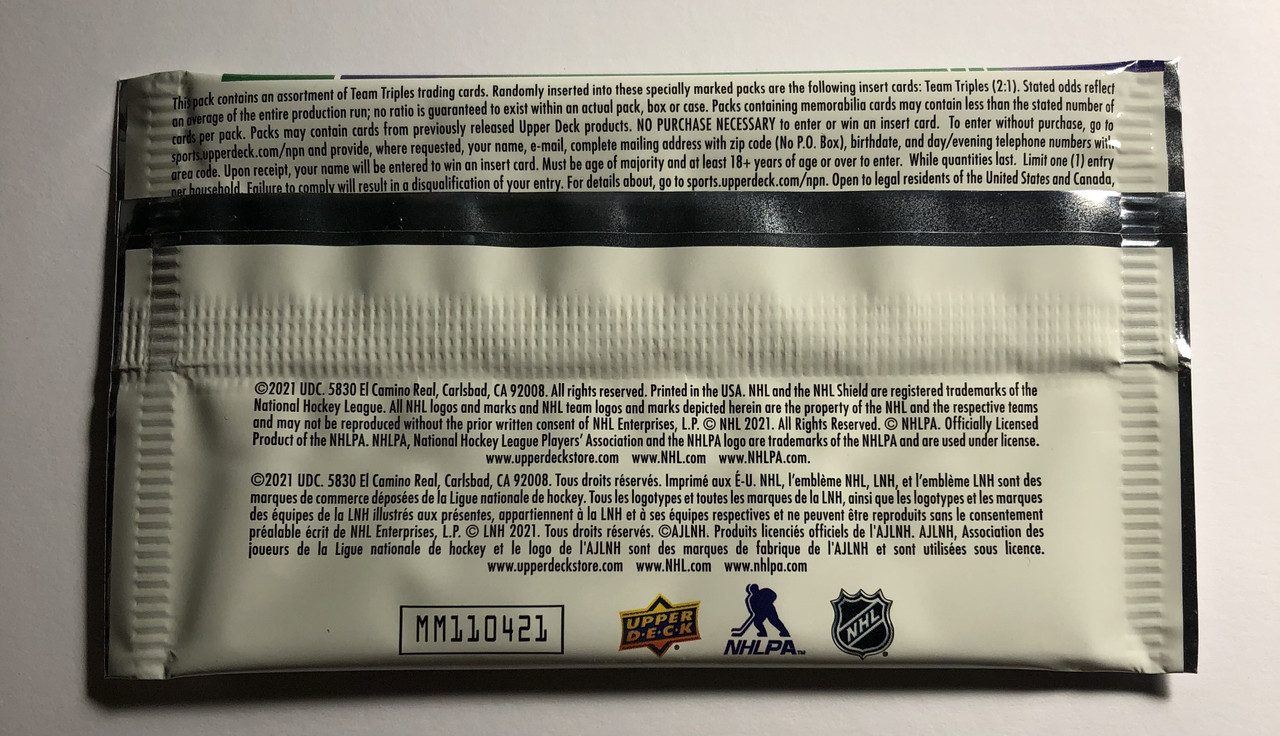 This pack contains an assortment of Team Triples trading cards. Randomly inserted into these specially marked packs are the following insert cards: Team Triples (2:1). Stated odds reflect
an average of the entire production run; no ratio is guaranteed to exist within an actual pack, box or case. Packs containing memorabilia cards may contain less than the stated number of
cards per pack. Packs may contain cards from previously released Upper Deck products. NO PURCHASE NECESSARY to enter or win an insert card. To enter without purchase, go to
sports.upperdeck.com/npn and provide, where requested, your name, e-mail, complete mailing address with zip code (No P.O. Box), birthdate, and day/evening telephone numbers with
area code. Upon receipt, your name will be entered to win an insert card. Must be age of majority and at least 18+ years of age or over to enter. While quantities last. Limit one (1) entry
per household. Failure to comply will result in a disqualification of your entry. For details about, go to sports.upperdeck.com/npn. Open to legal residents of the United States and Canada,
©2021 UDC. 5830 El Camino Real, Carlsbad, CA 92008. All rights reserved. Printed in the USA. NHL and the NHL Shield are registered trademarks of the
National Hockey League. All NHL logos and marks and NHL team logos and marks depicted herein are the property of the NHL and the respective teams
and may not be reproduced without the prior written consent of NHL Enterprises, L.P. © NHL 2021. All Rights Reserved. © NHLPA. Officially Licensed
Product of the NHLPA. NHLPA, National Hockey League Players' Association and the NHLPA logo are trademarks of the NHLPA and are used under license.
www.upperdeckstore.com www.NHL.com www.NHLPA.com.
©2021 UDC. 5830 El Camino Real, Carlsbad, CA 92008. Tous droits réservés. Imprimé aux É-U. NHL, l'emblème NHL, LNH, et l'emblème LNH sont des
marques de commerce déposées de la Ligue nationale de hockey. Tous les logotypes et toutes les marques de la LNH, ainsi que les logotypes et les marques
des équipes de la LNH illustrés aux présentes, appartiennent à la LNH et à ses équipes respectives et ne peuvent être reproduits sans le consentement
préalable écrit de NHL Enterprises, L.P. © LNH 2021. Tous droits réservés. ©AJLNH. Produits licenciés officiels de l'AJLNH. AJLNH, Association des
joueurs de la Ligue nationale de hockey et le logo de l'AJLNH sont des marques de fabrique de l'AJLNH et sont utilisées sous licence.
www.upperdeckstore.com www.NHL.com www.nhlpa.com
MM110421
UPPER
D·E·C·K
NHLPA™
NHL